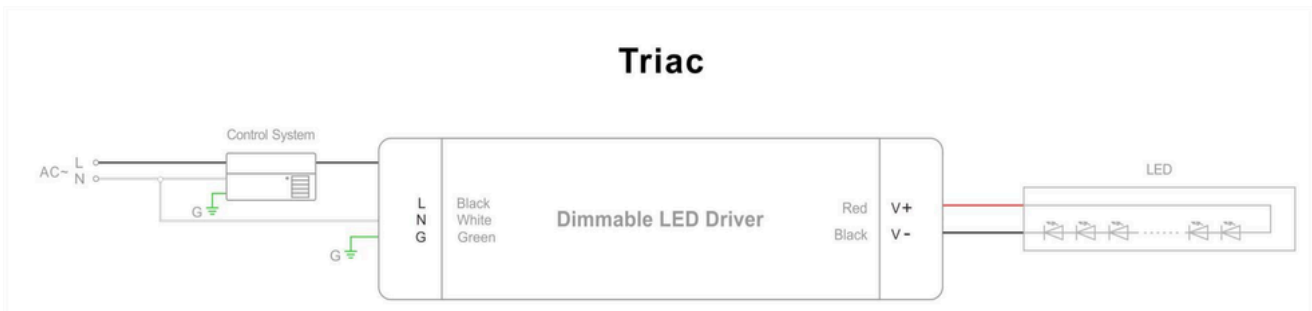 Triac
Control System
AC~ L
N
G
L Black
N White
G Green
G
Dimmable LED Driver
Red V+
Black V-
LED